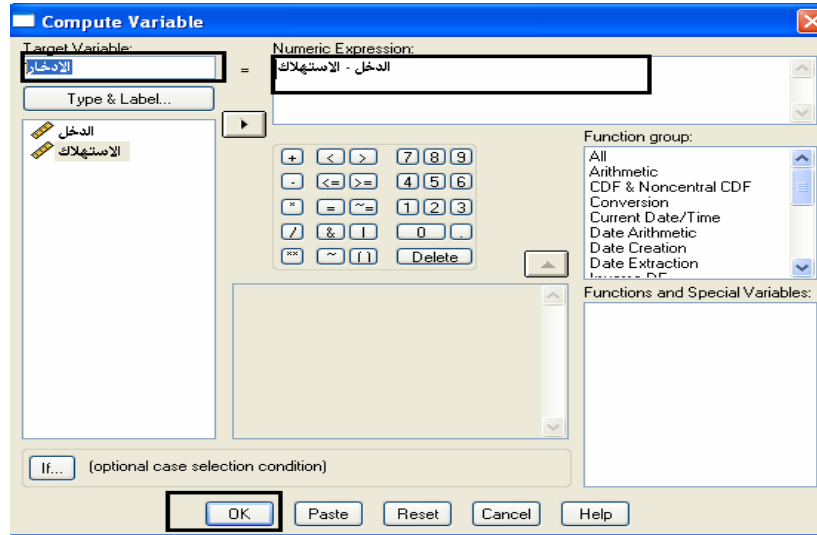 Compute Variable
Target Variable:
الادخار
=
Numeric Expression:
الدخل - الاستهلاك
Type & Label...
الدخل
الاستهلاك
+ < > 7 8 9
- <= >= 4 5 6
* = ~= 1 2 3
/ & | 0 .
** ~ () Delete
Function group:
All
Arithmetic
CDF & Noncentral CDF
Conversion
Current Date/Time
Date Arithmetic
Date Creation
Date Extraction
Inverse DF
Functions and Special Variables:
If... (optional case selection condition)
OK Paste Reset Cancel Help